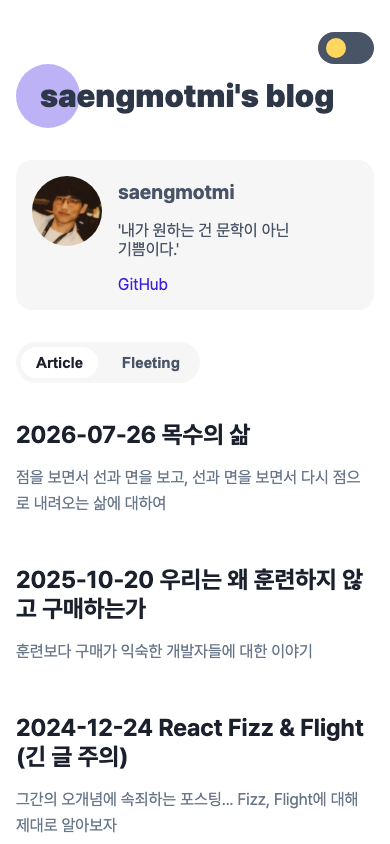 saengmotmi's blog
saengmotmi
'내가 원하는 건 문학이 아닌
기쁨이다.'
GitHub
Article Fleeting
2026-07-26 목수의 삶
점을 보면서 선과 면을 보고, 선과 면을 보면서 다시 점으
로 내려오는 삶에 대하여
2025-10-20 우리는 왜 훈련하지 않
고 구매하는가
훈련보다 구매가 익숙한 개발자들에 대한 이야기
2024-12-24 React Fizz & Flight
(긴 글 주의)
그간의 오개념에 속죄하는 포스팅... Fizz, Flight에 대해
제대로 알아보자